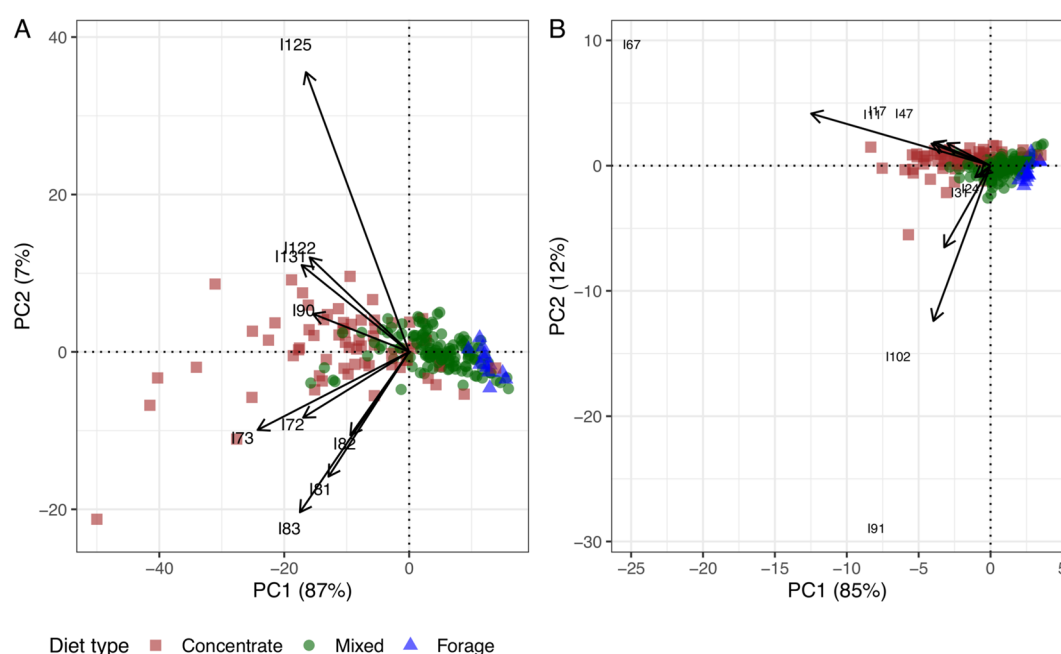 A
B
40
20
0
−20
PC2 (7%)
I125
I122
I131
I90
I73
I72
I82
I81
I83
−40
−20
0
PC1 (87%)
10
0
−10
−20
−30
PC2 (12%)
I67
I17
I11
I47
I24
I31
I102
I91
−25
−20
−15
−10
−5
0
5
PC1 (85%)
Diet type Concentrate Mixed Forage